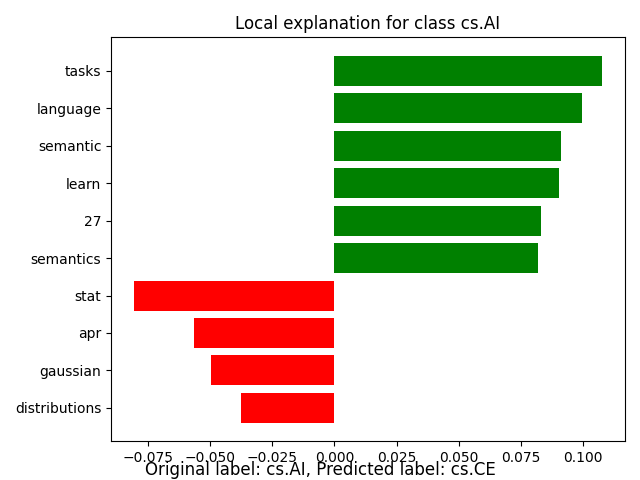 Local explanation for class cs.AI
tasks
language
semantic
learn
27
semantics
stat
apr
gaussian
distributions
−0.075 −0.050 −0.025 0.000 0.025 0.050 0.075 0.100
Original label: cs.AI, Predicted label: cs.CE